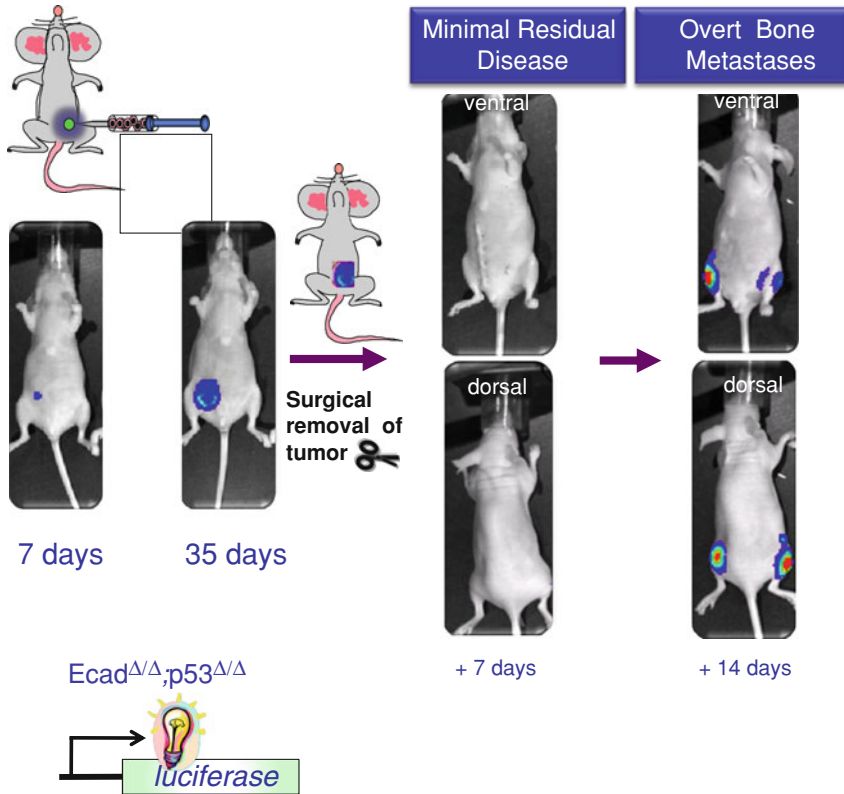 Minimal Residual
Disease
Overt Bone
Metastases
ventral
ventral
Surgical
removal of
tumor
dorsal
dorsal
7 days
35 days
+ 7 days
+ 14 days
Ecad^Δ/Δ;p53^Δ/Δ
luciferase